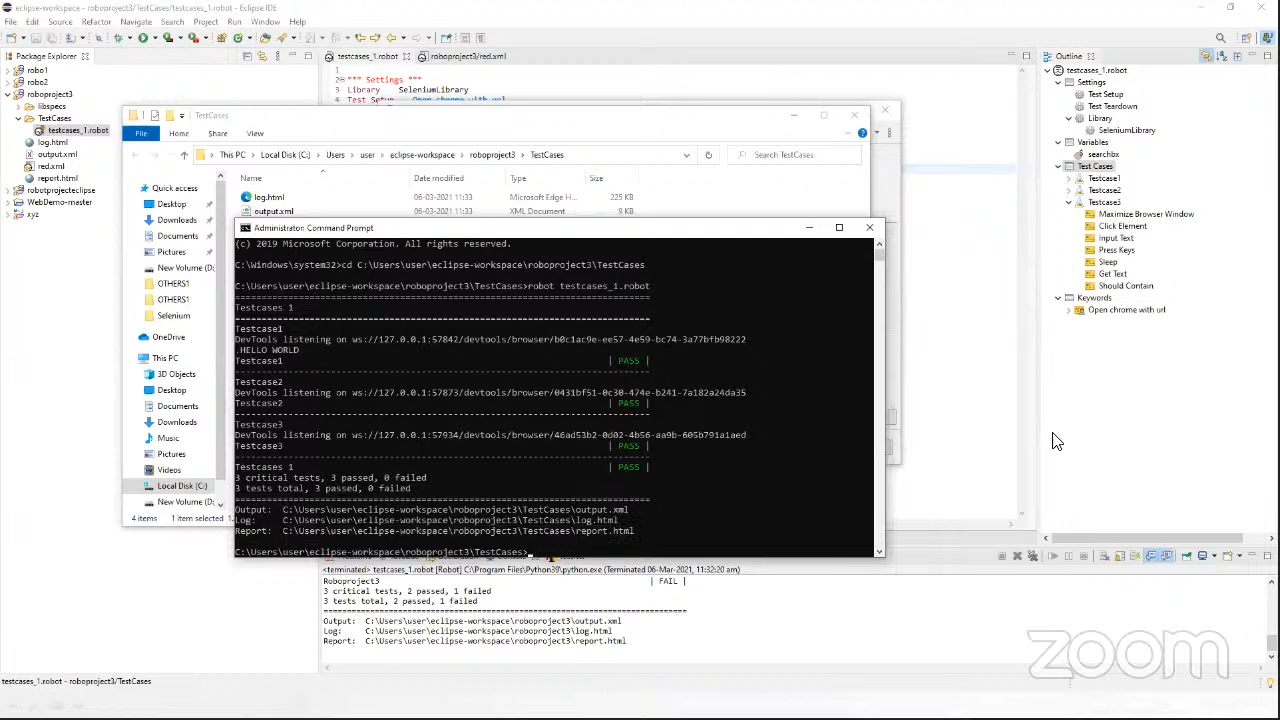 eclipse-workspace - roboproject3/TestCases/testcases_1.robot - Eclipse IDE
File Edit Source Refactor Navigate Search Project Run Window Help
Package Explorer
robo1
robo2
roboproject3
libspecs
TestCases
testcases_1.robot
log.html
output.xml
red.xml
report.html
robotprojecteclipse
WebDemo-master
xyz
testcases_1.robot
roboproject3/red.xml
1
2 *** Settings ***
3 Library SeleniumLibrary
4 Test Setup Open chrome with url
TestCases
File Home Share View
This PC Local Disk (C:) Users user eclipse-workspace roboproject3 TestCases
Search TestCases
Name Date modified Type Size
log.html 06-03-2021 11:33 Microsoft Edge H... 225 KB
output.xml 06-03-2021 11:33 XML Document 9 KB
Quick access
Desktop
Downloads
Documents
Pictures
New Volume (D:
OTHERS1
OTHERS1
Selenium
OneDrive
This PC
3D Objects
Desktop
Documents
Downloads
Music
Pictures
Videos
Local Disk (C:)
New Volume (D:
4 items 1 item selected
Administrator: Command Prompt
(c) 2019 Microsoft Corporation. All rights reserved.
C:\Windows\system32>cd C:\Users\user\eclipse-workspace\roboproject3\TestCases
C:\Users\user\eclipse-workspace\roboproject3\TestCases>robot testcases_1.robot
==============================================================================
Testcases 1
==============================================================================
Testcase1
DevTools listening on ws://127.0.0.1:57842/devtools/browser/b0c1ac9e-ee57-4e59-bc74-3a77bfb98222
.HELLO WORLD
Testcase1 | PASS |
------------------------------------------------------------------------------
Testcase2
DevTools listening on ws://127.0.0.1:57873/devtools/browser/0431bf51-0c30-474e-b241-7a182a24da35
Testcase2 | PASS |
------------------------------------------------------------------------------
Testcase3
DevTools listening on ws://127.0.0.1:57934/devtools/browser/46ad53b2-0d02-4b56-aa9b-605b791a1aed
Testcase3 | PASS |
------------------------------------------------------------------------------
Testcases 1 | PASS |
3 critical tests, 3 passed, 0 failed
3 tests total, 3 passed, 0 failed
==============================================================================
Output: C:\Users\user\eclipse-workspace\roboproject3\TestCases\output.xml
Log: C:\Users\user\eclipse-workspace\roboproject3\TestCases\log.html
Report: C:\Users\user\eclipse-workspace\roboproject3\TestCases\report.html
C:\Users\user\eclipse-workspace\roboproject3\TestCases>
<terminated> testcases_1.robot [Robot] C:\Program Files\Python39\python.exe (Terminated 06-Mar-2021, 11:32:20 am)
Roboproject3 | FAIL |
3 critical tests, 2 passed, 1 failed
3 tests total, 2 passed, 1 failed
==============================================================================
Output: C:\Users\user\eclipse-workspace\roboproject3\output.xml
Log: C:\Users\user\eclipse-workspace\roboproject3\log.html
Report: C:\Users\user\eclipse-workspace\roboproject3\report.html
Outline
testcases_1.robot
Settings
Test Setup
Test Teardown
Library
SeleniumLibrary
Variables
searchbx
Test Cases
Testcase1
Testcase2
Testcase3
Maximize Browser Window
Click Element
Input Text
Press Keys
Sleep
Get Text
Should Contain
Keywords
Open chrome with url
zoom
testcases_1.robot - roboproject3/TestCases